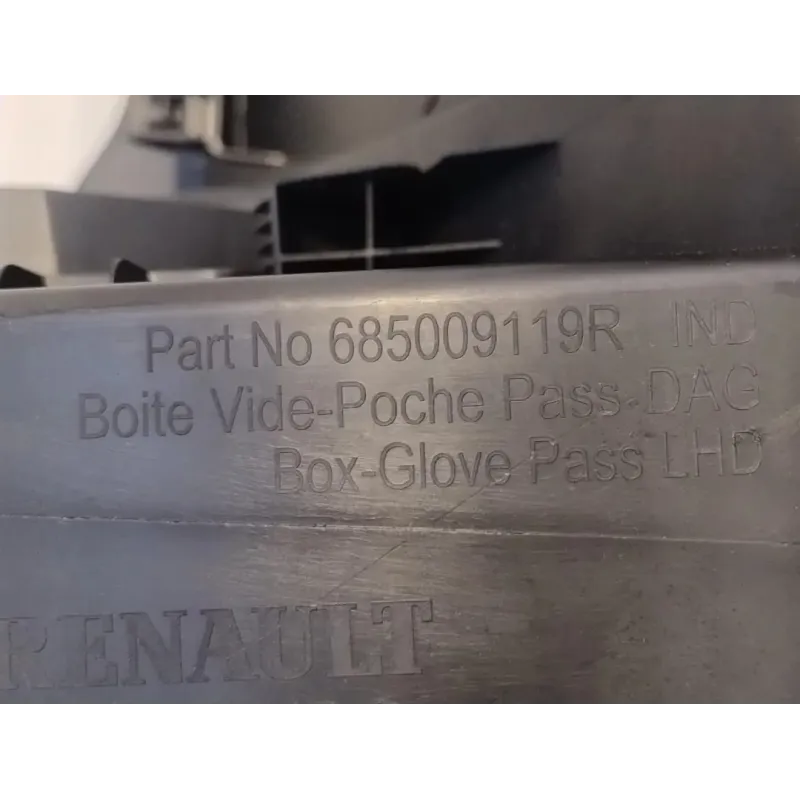 Part No 685009119R IND
Boite Vide-Poche Pass-DAG
Box-Glove Pass LHD
RENAULT